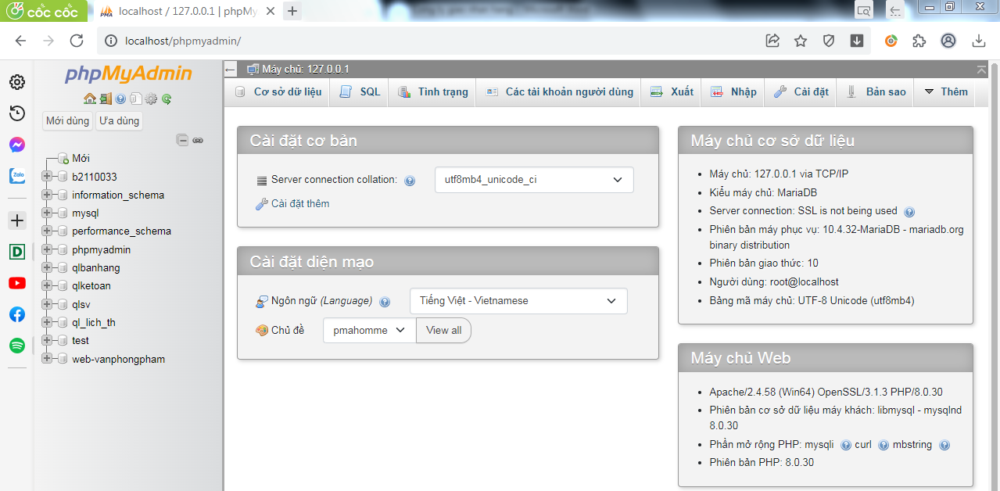 cốc cốc
localhost / 127.0.0.1 | phpMy
localhost/phpmyadmin/
phpMyAdmin
Mới dùng Ưa dùng
Mới
b2110033
information_schema
mysql
performance_schema
phpmyadmin
qlbanhang
qlketoan
qlsv
ql_lich_th
test
web-vanphongpham
Máy chủ: 127.0.0.1
Cơ sở dữ liệu SQL Tình trạng Các tài khoản người dùng Xuất Nhập Cài đặt Bản sao Thêm
Cài đặt cơ bản
Server connection collation: utf8mb4_unicode_ci
Cài đặt thêm
Cài đặt diện mạo
Ngôn ngữ (Language) Tiếng Việt - Vietnamese
Chủ đề pmahomme View all
Máy chủ cơ sở dữ liệu
Máy chủ: 127.0.0.1 via TCP/IP
Kiểu máy chủ: MariaDB
Server connection: SSL is not being used
Phiên bản máy phục vụ: 10.4.32-MariaDB - mariadb.org
binary distribution
Phiên bản giao thức: 10
Người dùng: root@localhost
Bảng mã máy chủ: UTF-8 Unicode (utf8mb4)
Máy chủ Web
Apache/2.4.58 (Win64) OpenSSL/3.1.3 PHP/8.0.30
Phiên bản cơ sở dữ liệu máy khách: libmysql - mysqlnd
8.0.30
Phần mở rộng PHP: mysqli curl mbstring
Phiên bản PHP: 8.0.30